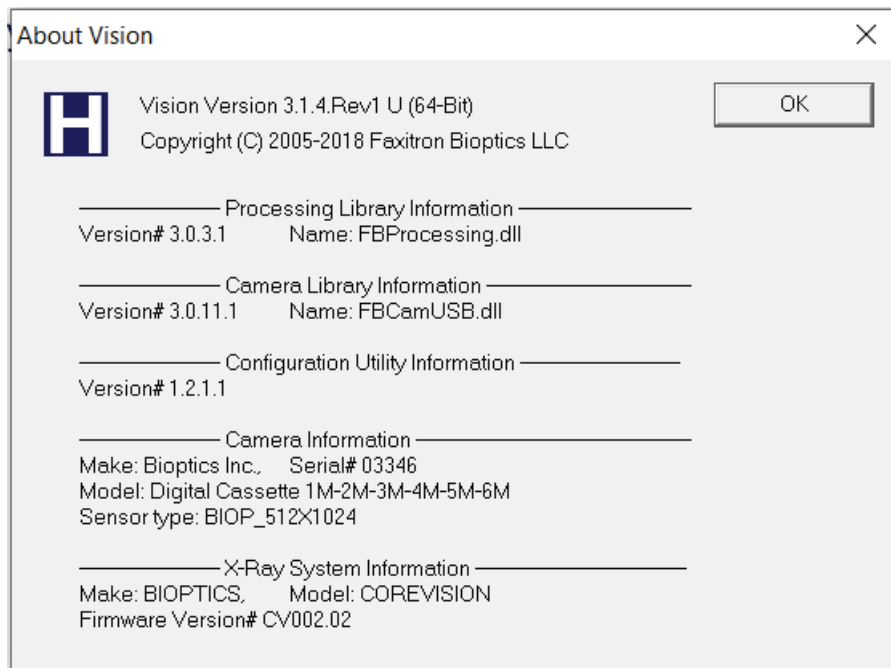 About Vision
H
Vision Version 3.1.4.Rev1 U (64-Bit)
OK
Copyright (C) 2005-2018 Faxitron Bioptics LLC
Processing Library Information
Version# 3.0.3.1 Name: FBProcessing.dll
Camera Library Information
Version# 3.0.11.1 Name: FBCamUSB.dll
Configuration Utility Information
Version# 1.2.1.1
Camera Information
Make: Bioptics Inc., Serial# 03346
Model: Digital Cassette 1M-2M-3M-4M-5M-6M
Sensor type: BIOP_512X1024
X-Ray System Information
Make: BIOPTICS, Model: COREVISION
Firmware Version# CV002.02